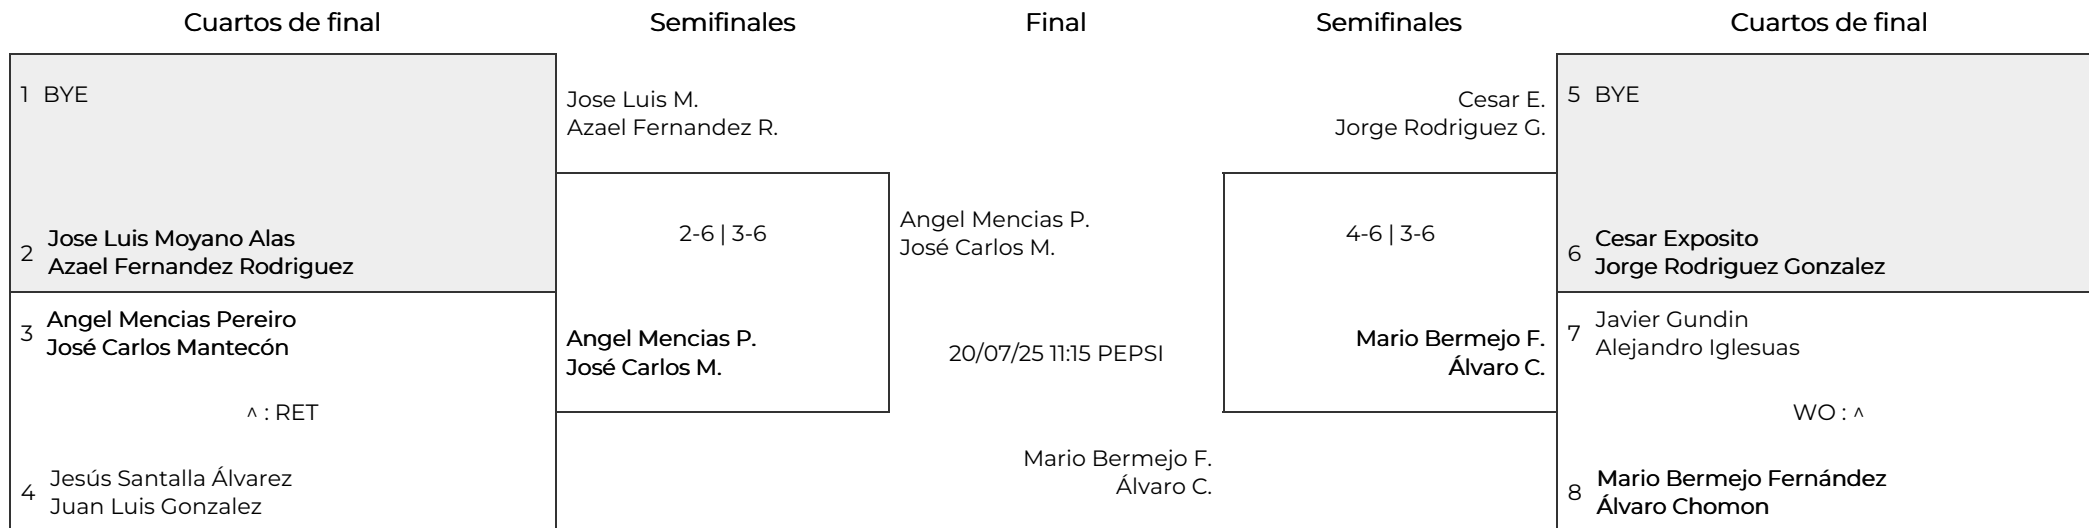 Cuartos de final
Semifinales
Final
Semifinales
Cuartos de final
1 BYE
2 Jose Luis Moyano Alas
Azael Fernandez Rodriguez
3 Angel Mencias Pereiro
José Carlos Mantecón
^ : RET
4 Jesús Santalla Álvarez
Juan Luis Gonzalez
Jose Luis M.
Azael Fernandez R.
2-6 | 3-6
Angel Mencias P.
José Carlos M.
Angel Mencias P.
José Carlos M.
20/07/25 11:15 PEPSI
Mario Bermejo F.
Álvaro C.
Cesar E.
Jorge Rodriguez G.
4-6 | 3-6
Mario Bermejo F.
Álvaro C.
5 BYE
6 Cesar Exposito
Jorge Rodriguez Gonzalez
7 Javier Gundin
Alejandro Iglesuas
WO : ^
8 Mario Bermejo Fernández
Álvaro Chomon